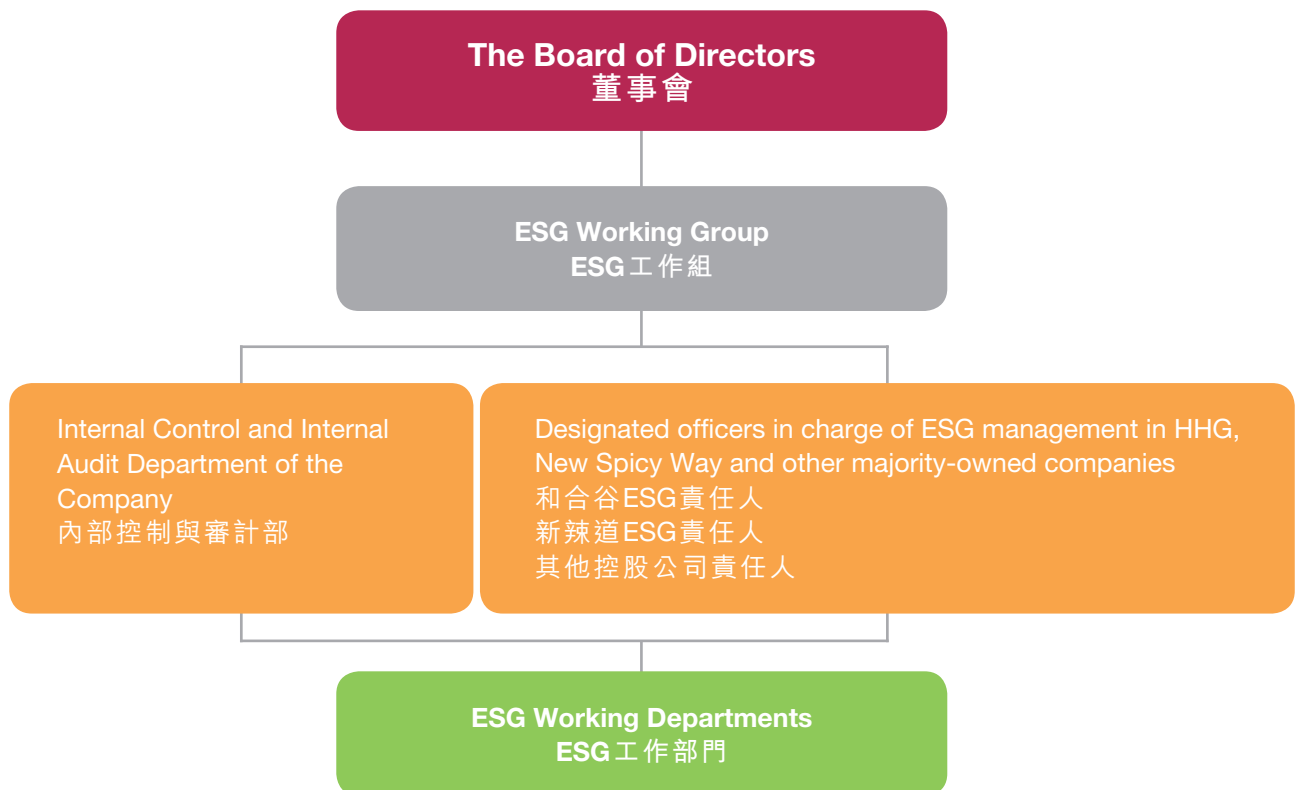 The Board of Directors
董事會
ESG Working Group
ESG工作組
Internal Control and Internal
Audit Department of the
Company
內部控制與審計部
Designated officers in charge of ESG management in HHG,
New Spicy Way and other majority-owned companies
和合谷ESG責任人
新辣道ESG責任人
其他控股公司責任人
ESG Working Departments
ESG工作部門